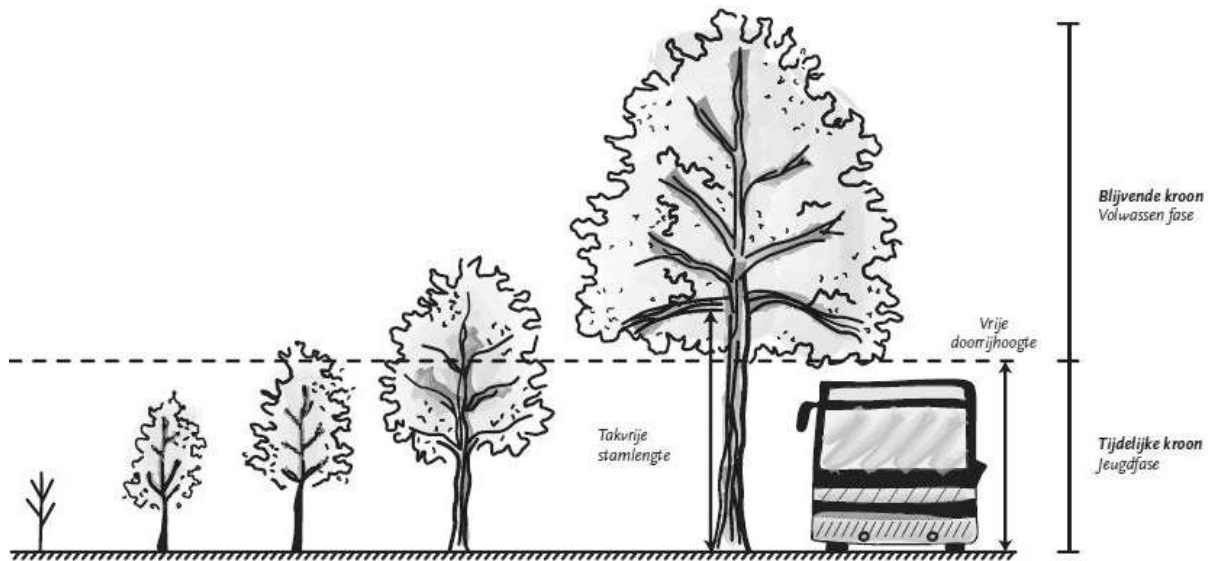 Blijvende kroon
Volwassen fase
Vrije
doorrijhoogte
Takvrije
stamlengte
Tijdelijke kroon
Jeugdfase